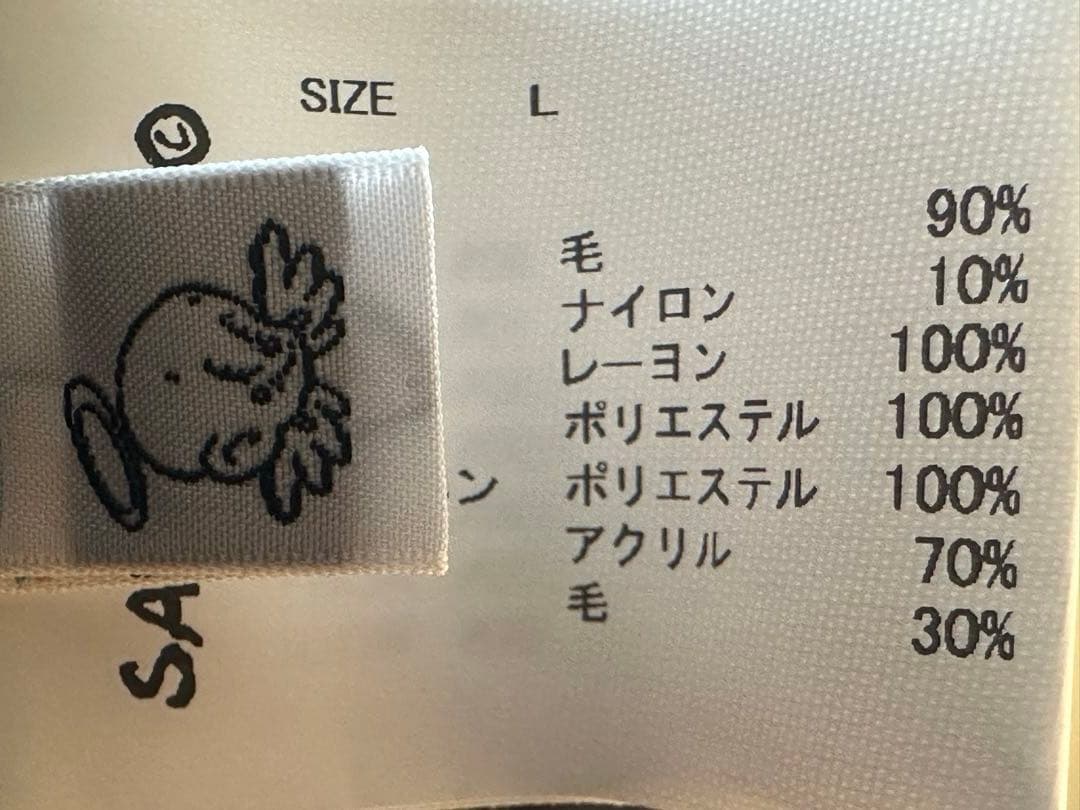 SIZE L
毛 90%
ナイロン 10%
レーヨン 100%
ポリエステル 100%
ン ポリエステル 100%
アクリル 70%
毛 30%
©
SA